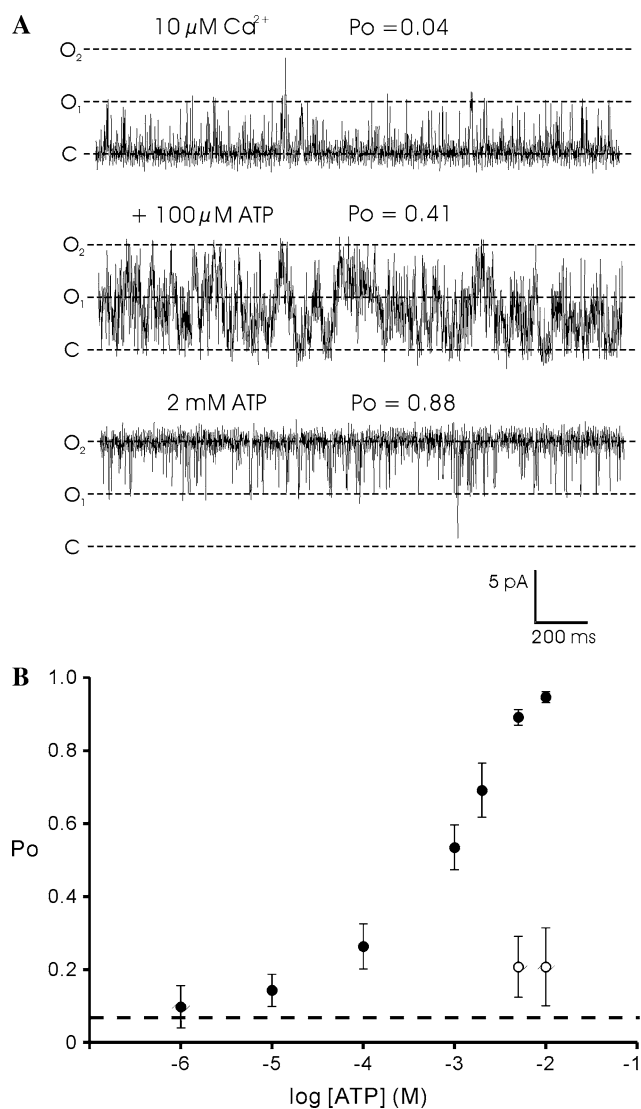 A
10 µM Ca²⁺ Po = 0.04
O₂
O₁
C
+ 100 µM ATP Po = 0.41
O₂
O₁
C
2 mM ATP Po = 0.88
O₂
O₁
C
5 pA
200 ms
B
1.0
0.8
0.6
Po
0.4
0.2
0
-6 -5 -4 -3 -2 -1
log [ATP] (M)